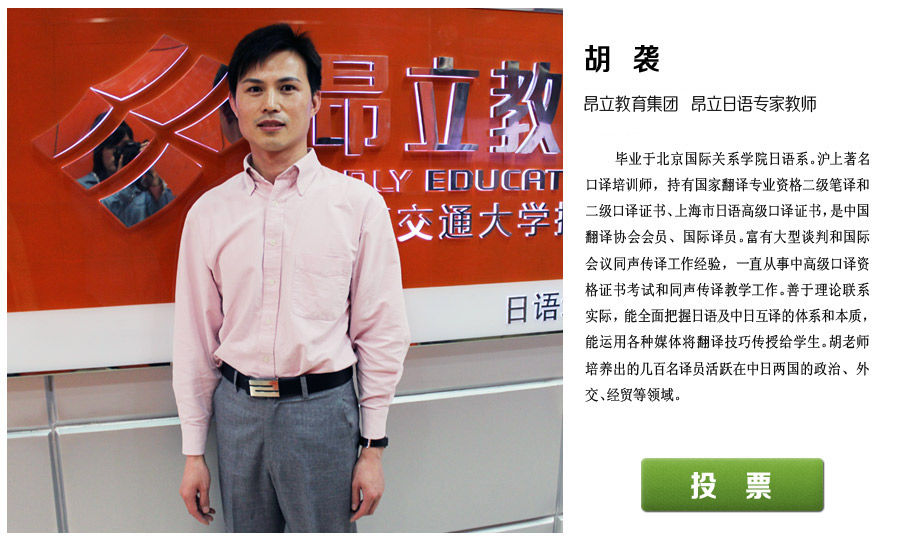 昂立教
ONLY EDUCAT
交通大学
日语
胡 袭
昂立教育集团 昂立日语专家教师
毕业于北京国际关系学院日语系。沪上著名
口译培训师，持有国家翻译专业资格二级笔译和
二级口译证书、上海市日语高级口译证书，是中国
翻译协会会员、国际译员。富有大型谈判和国际
会议同声传译工作经验，一直从事中高级口译资
格证书考试和同声传译教学工作。善于理论联系
实际，能全面把握日语及中日互译的体系和本质，
能运用各种媒体将翻译技巧传授给学生。胡老师
培养出的几百名译员活跃在中日两国的政治、外
交、经贸等领域。
投 票